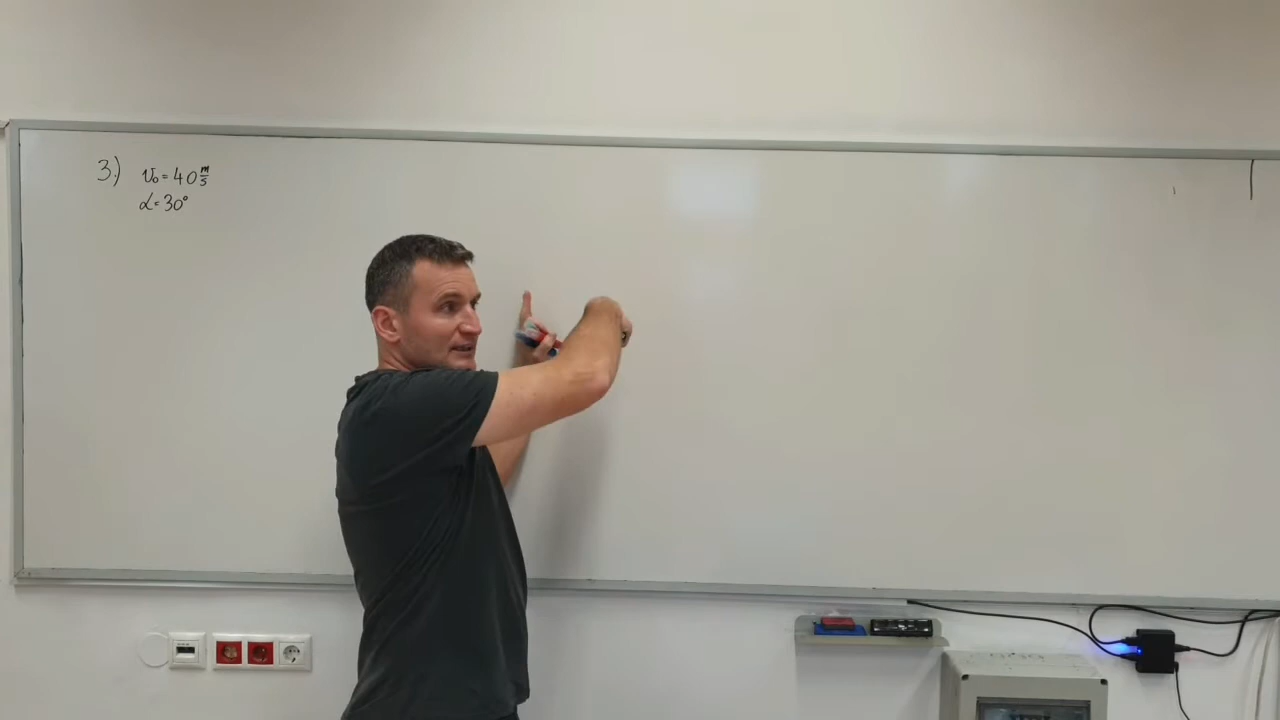 3.) v₀ = 40 m/s
α = 30°